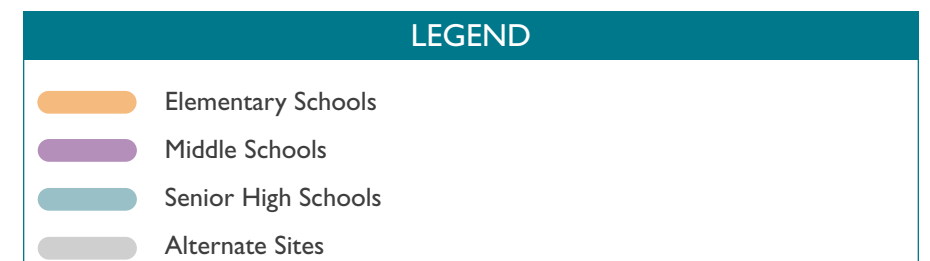 LEGEND
Elementary Schools
Middle Schools
Senior High Schools
Alternate Sites